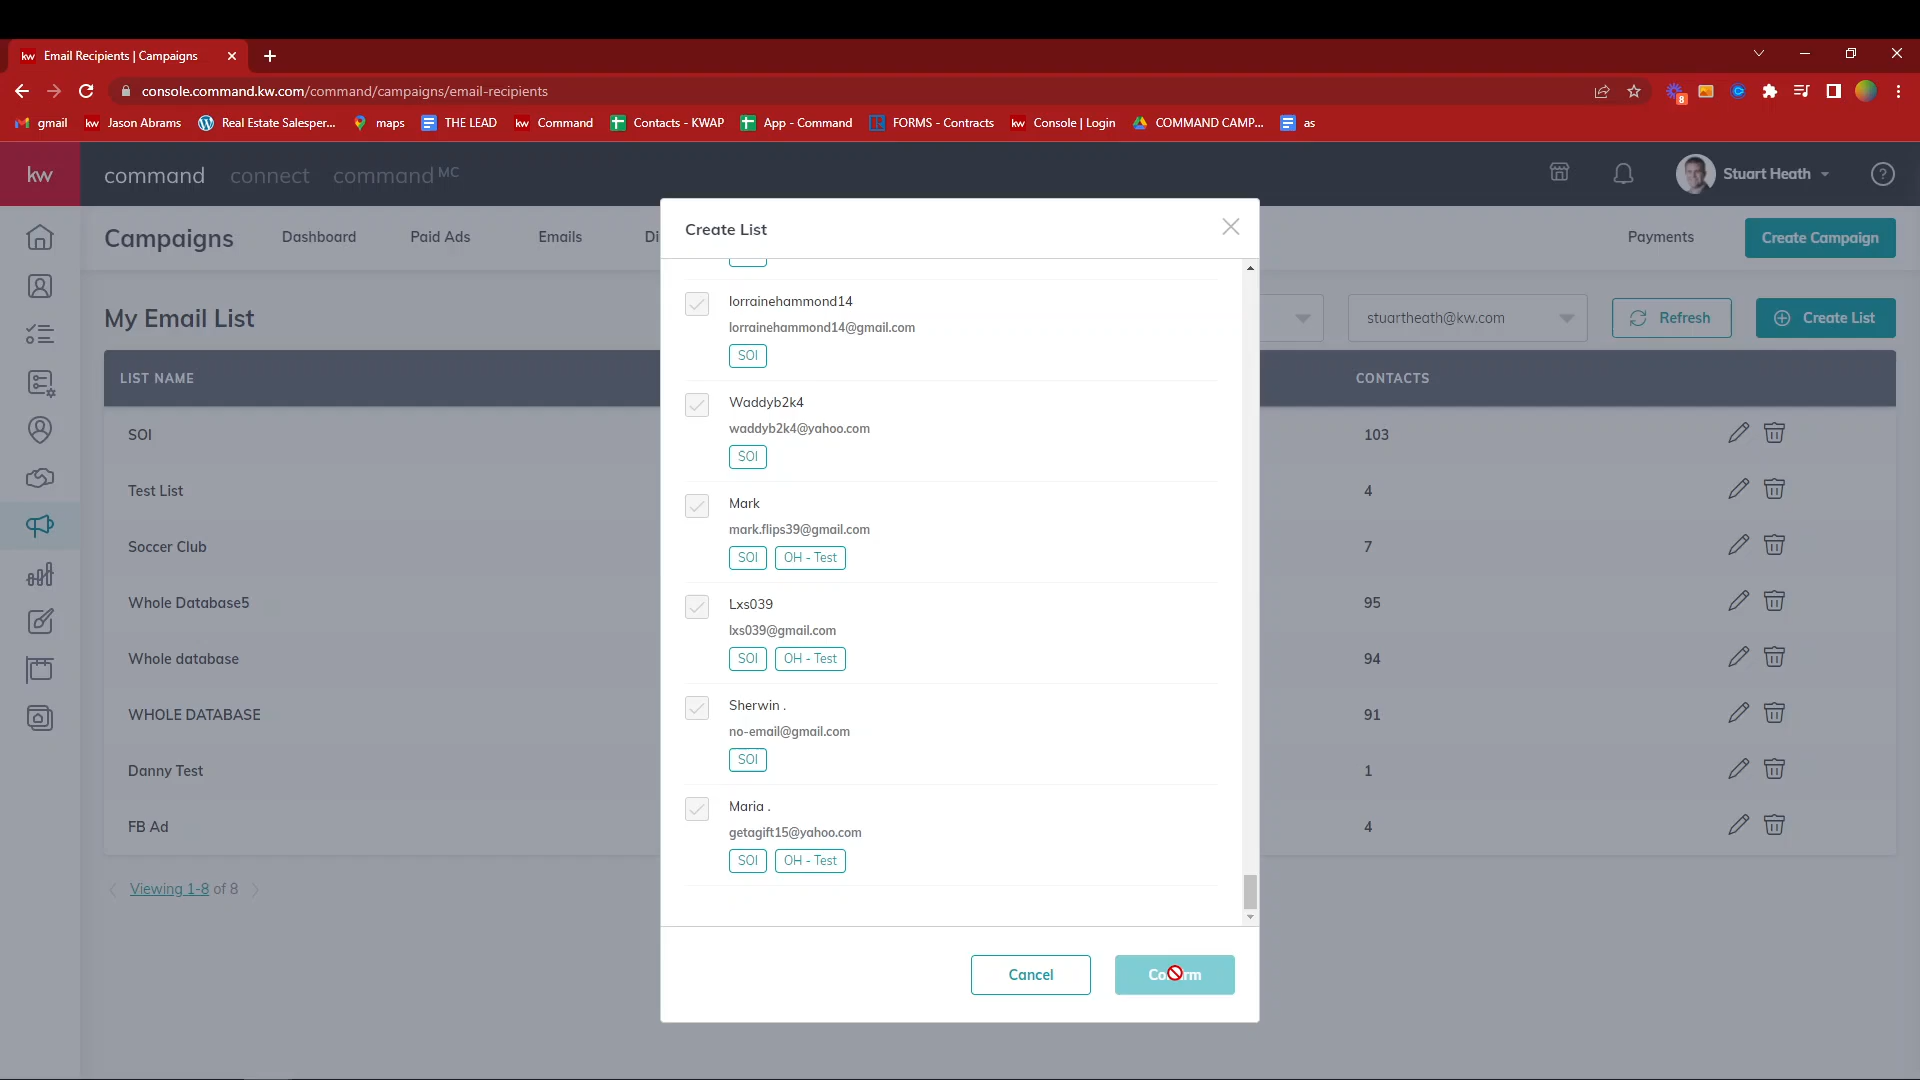 kw Email Recipients | Campaigns
console.command.kw.com/command/campaigns/email-recipients
8
gmail kw Jason Abrams Real Estate Salesper... maps THE LEAD kw Command Contacts - KWAP App - Command FORMS - Contracts kw Console | Login COMMAND CAMP... as
kw command connect command MC Stuart Heath ?
Campaigns Dashboard Paid Ads Emails Di Payments Create Campaign
My Email List stuartheath@kw.com Refresh Create List
LIST NAME CONTACTS
SOI 103
Test List 4
Soccer Club 7
Whole Database5 95
Whole database 94
WHOLE DATABASE 91
Danny Test 1
FB Ad 4
Viewing 1-8 of 8
Create List
lorrainehammond14
lorrainehammond14@gmail.com
SOI
Waddyb2k4
waddyb2k4@yahoo.com
SOI
Mark
mark.flips39@gmail.com
SOI OH - Test
Lxs039
lxs039@gmail.com
SOI OH - Test
Sherwin .
no-email@gmail.com
SOI
Maria .
getagift15@yahoo.com
SOI OH - Test
Cancel